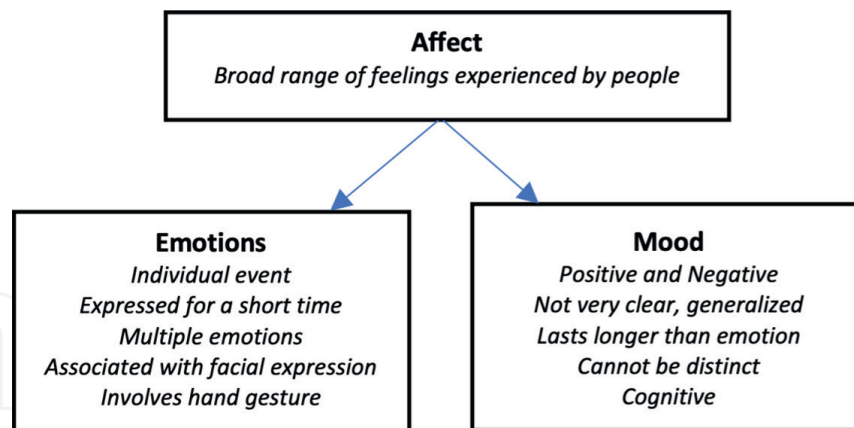 Affect
Broad range of feelings experienced by people
Emotions
Individual event
Expressed for a short time
Multiple emotions
Associated with facial expression
Involves hand gesture
Mood
Positive and Negative
Not very clear, generalized
Lasts longer than emotion
Cannot be distinct
Cognitive